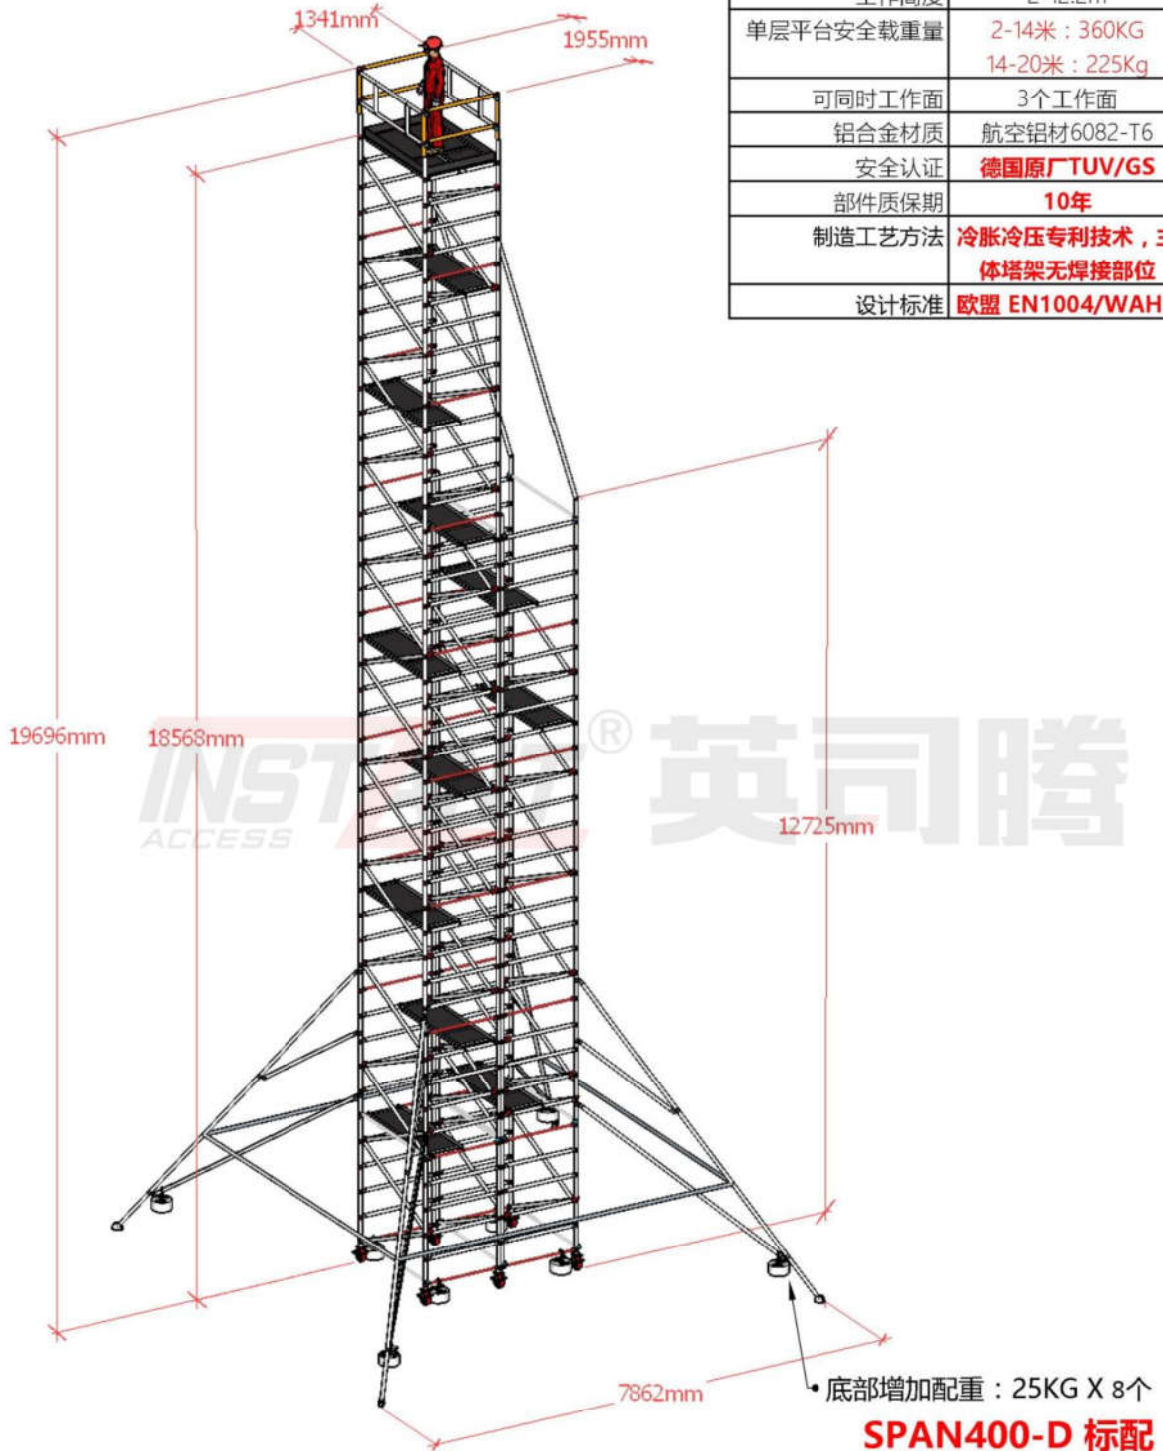 1341mm
1955mm
单层平台安全载重量 2-14米：360KG
14-20米：225Kg
可同时工作面 3个工作面
铝合金材质 航空铝材6082-T6
安全认证 德国原厂TUV/GS
部件质保期 10年
制造工艺方法 冷胀冷压专利技术，主
体塔架无焊接部位
设计标准 欧盟 EN1004/WAH
19696mm
18568mm
12725mm
ACCESS
® 英司腾
7862mm
底部增加配重：25KG X 8个
SPAN400-D 标配